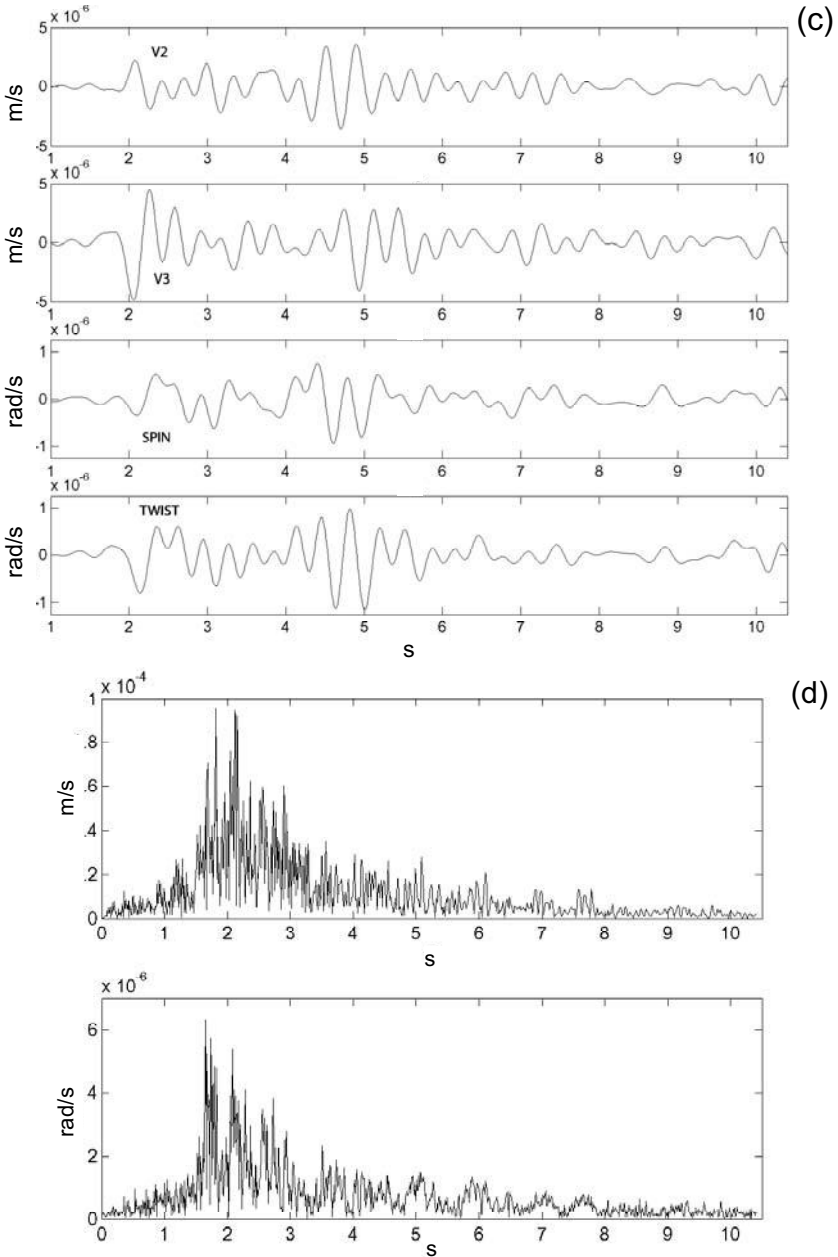 x 10⁻⁶
(c)
5
V2
m/s
0
-5
1 2 3 4 5 6 7 8 9 10
x 10⁻⁶
5
m/s
0
V3
-5
1 2 3 4 5 6 7 8 9 10
x 10⁻⁶
1
rad/s
0
SPIN
-1
1 2 3 4 5 6 7 8 9 10
x 10⁻⁶
TWIST
1
rad/s
0
-1
1 2 3 4 5 6 7 8 9 10
s
x 10⁻⁴
(d)
1
.8
.6
m/s
.4
.2
0
0 1 2 3 4 5 6 7 8 9 10
s
x 10⁻⁶
6
4
rad/s
2
0
0 1 2 3 4 5 6 7 8 9 10
s